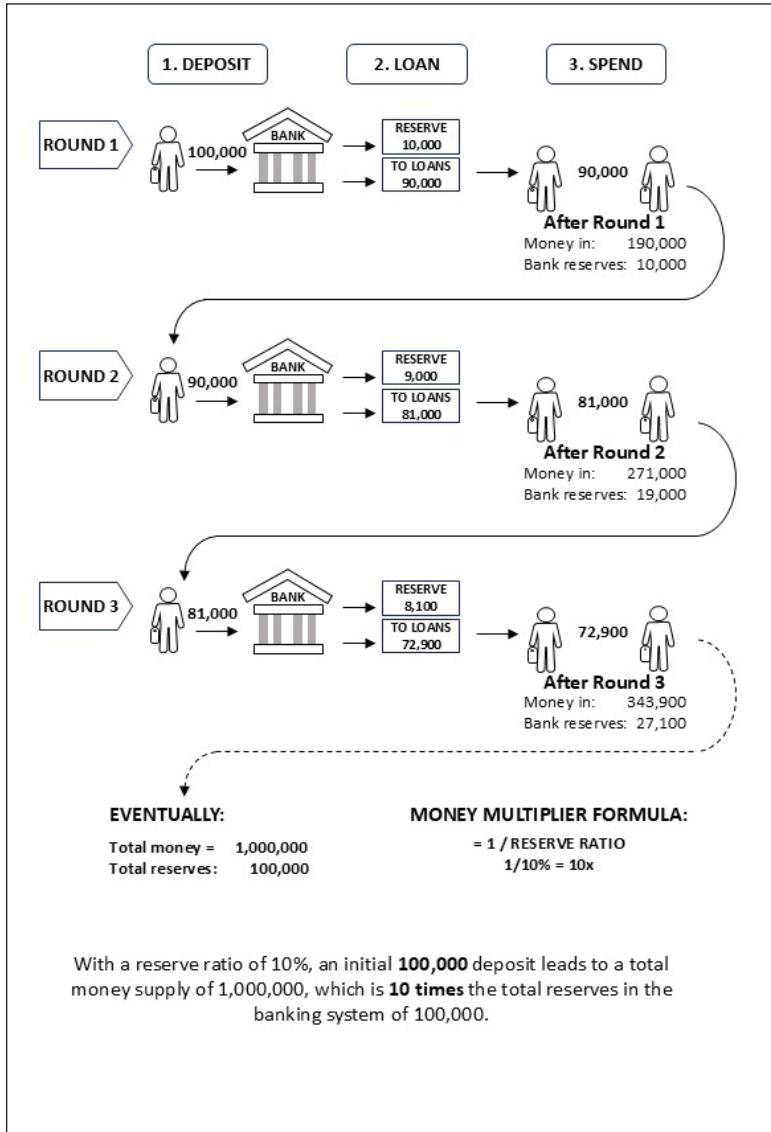 1. DEPOSIT
2. LOAN
3. SPEND
ROUND 1
100,000
BANK
RESERVE
10,000
TO LOANS
90,000
90,000
After Round 1
Money in: 190,000
Bank reserves: 10,000
ROUND 2
90,000
BANK
RESERVE
9,000
TO LOANS
81,000
81,000
After Round 2
Money in: 271,000
Bank reserves: 19,000
ROUND 3
81,000
BANK
RESERVE
8,100
TO LOANS
72,900
72,900
After Round 3
Money in: 343,900
Bank reserves: 27,100
EVENTUALLY:
Total money = 1,000,000
Total reserves: 100,000
MONEY MULTIPLIER FORMULA:
= 1 / RESERVE RATIO
1/10% = 10x
With a reserve ratio of 10%, an initial 100,000 deposit leads to a total
money supply of 1,000,000, which is 10 times the total reserves in the
banking system of 100,000.